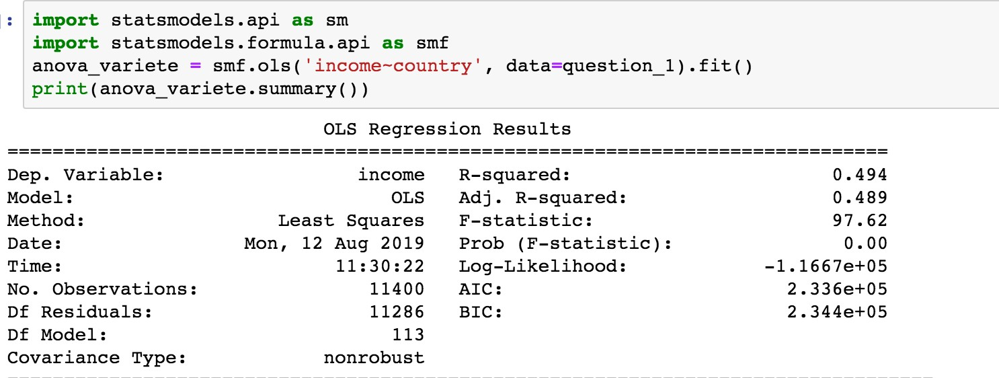 ]: import statsmodels.api as sm
import statsmodels.formula.api as smf
anova_variete = smf.ols('income~country', data=question_1).fit()
print(anova_variete.summary())
OLS Regression Results
==============================================================================
Dep. Variable: income R-squared: 0.494
Model: OLS Adj. R-squared: 0.489
Method: Least Squares F-statistic: 97.62
Date: Mon, 12 Aug 2019 Prob (F-statistic): 0.00
Time: 11:30:22 Log-Likelihood: -1.1667e+05
No. Observations: 11400 AIC: 2.336e+05
Df Residuals: 11286 BIC: 2.344e+05
Df Model: 113
Covariance Type: nonrobust